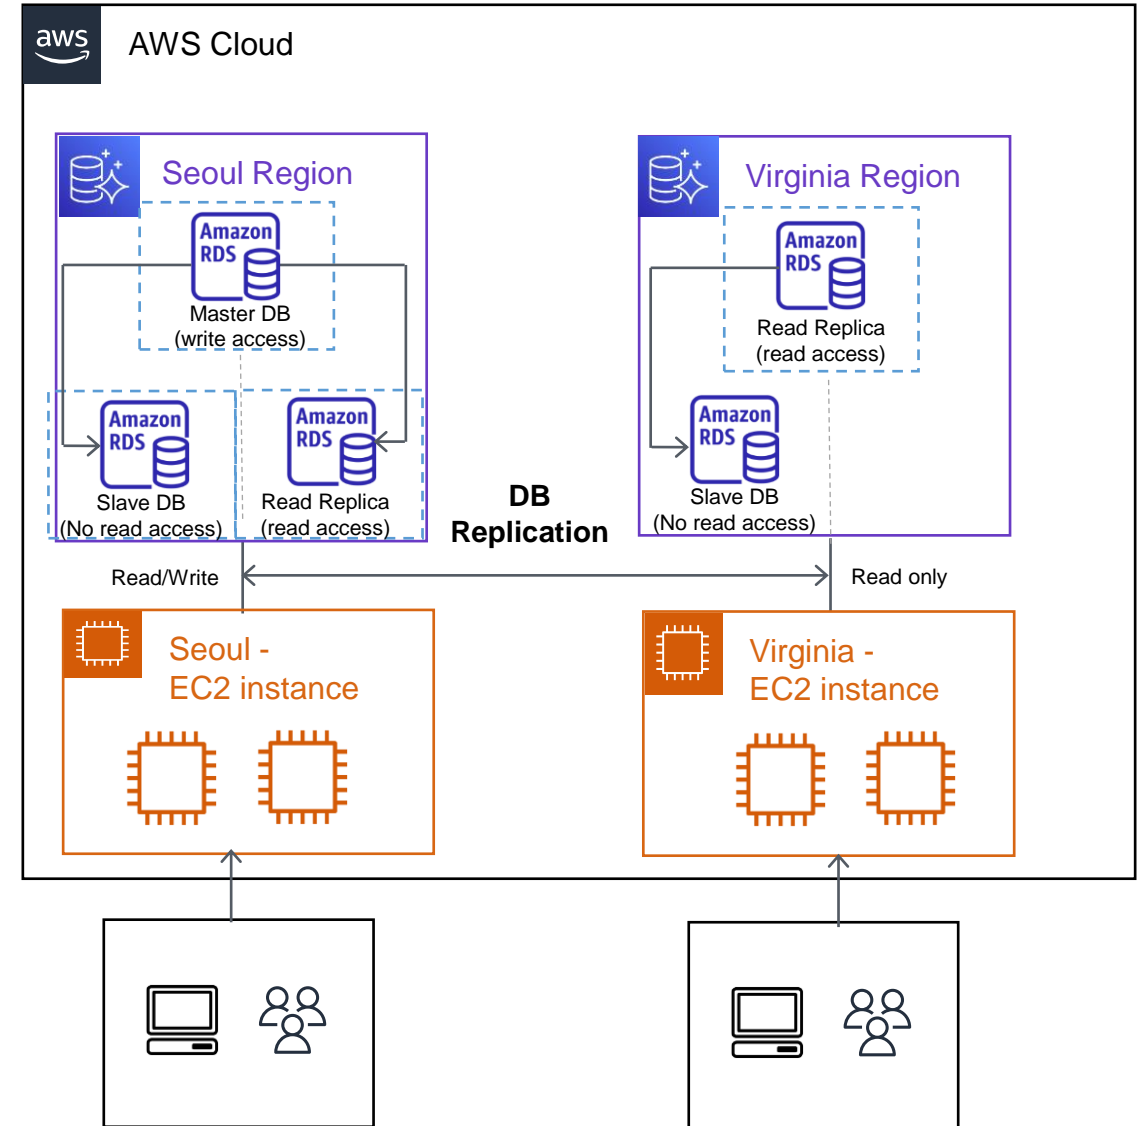 aws
AWS Cloud
Seoul Region
Amazon
RDS
Master DB
(write access)
Amazon
RDS
Slave DB
(No read access)
Amazon
RDS
Read Replica
(read access)
Virginia Region
Amazon
RDS
Read Replica
(read access)
Amazon
RDS
Slave DB
(No read access)
DB
Replication
Read/Write
Read only
Seoul -
EC2 instance
Virginia -
EC2 instance